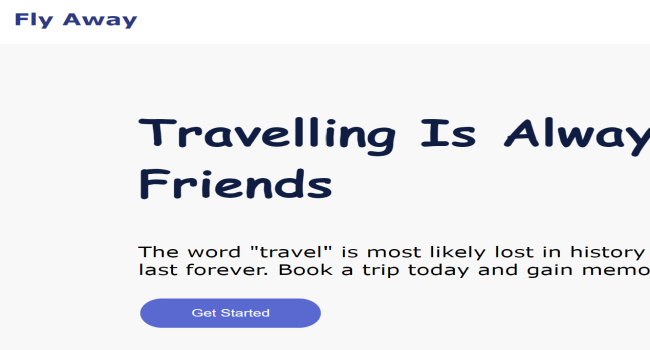 Fly Away
Travelling Is Alway
Friends
The word "travel" is most likely lost in history
last forever. Book a trip today and gain memo
Get Started